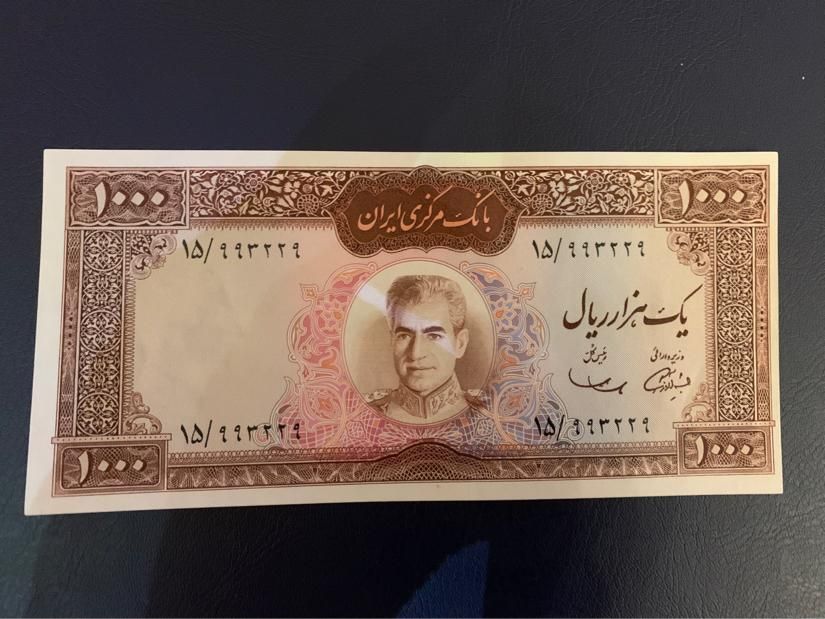 بانک مرکزی ایران
۱۰۰۰
۱۰۰۰
۱۵/۹۹۳۲۲۹
۱۵/۹۹۳۲۲۹
یک هزار ریال
وزیر دارائی
رئیس کل
۱۵/۹۹۳۲۲۹
۱۵/۹۹۳۲۲۹
۱۰۰۰
۱۰۰۰